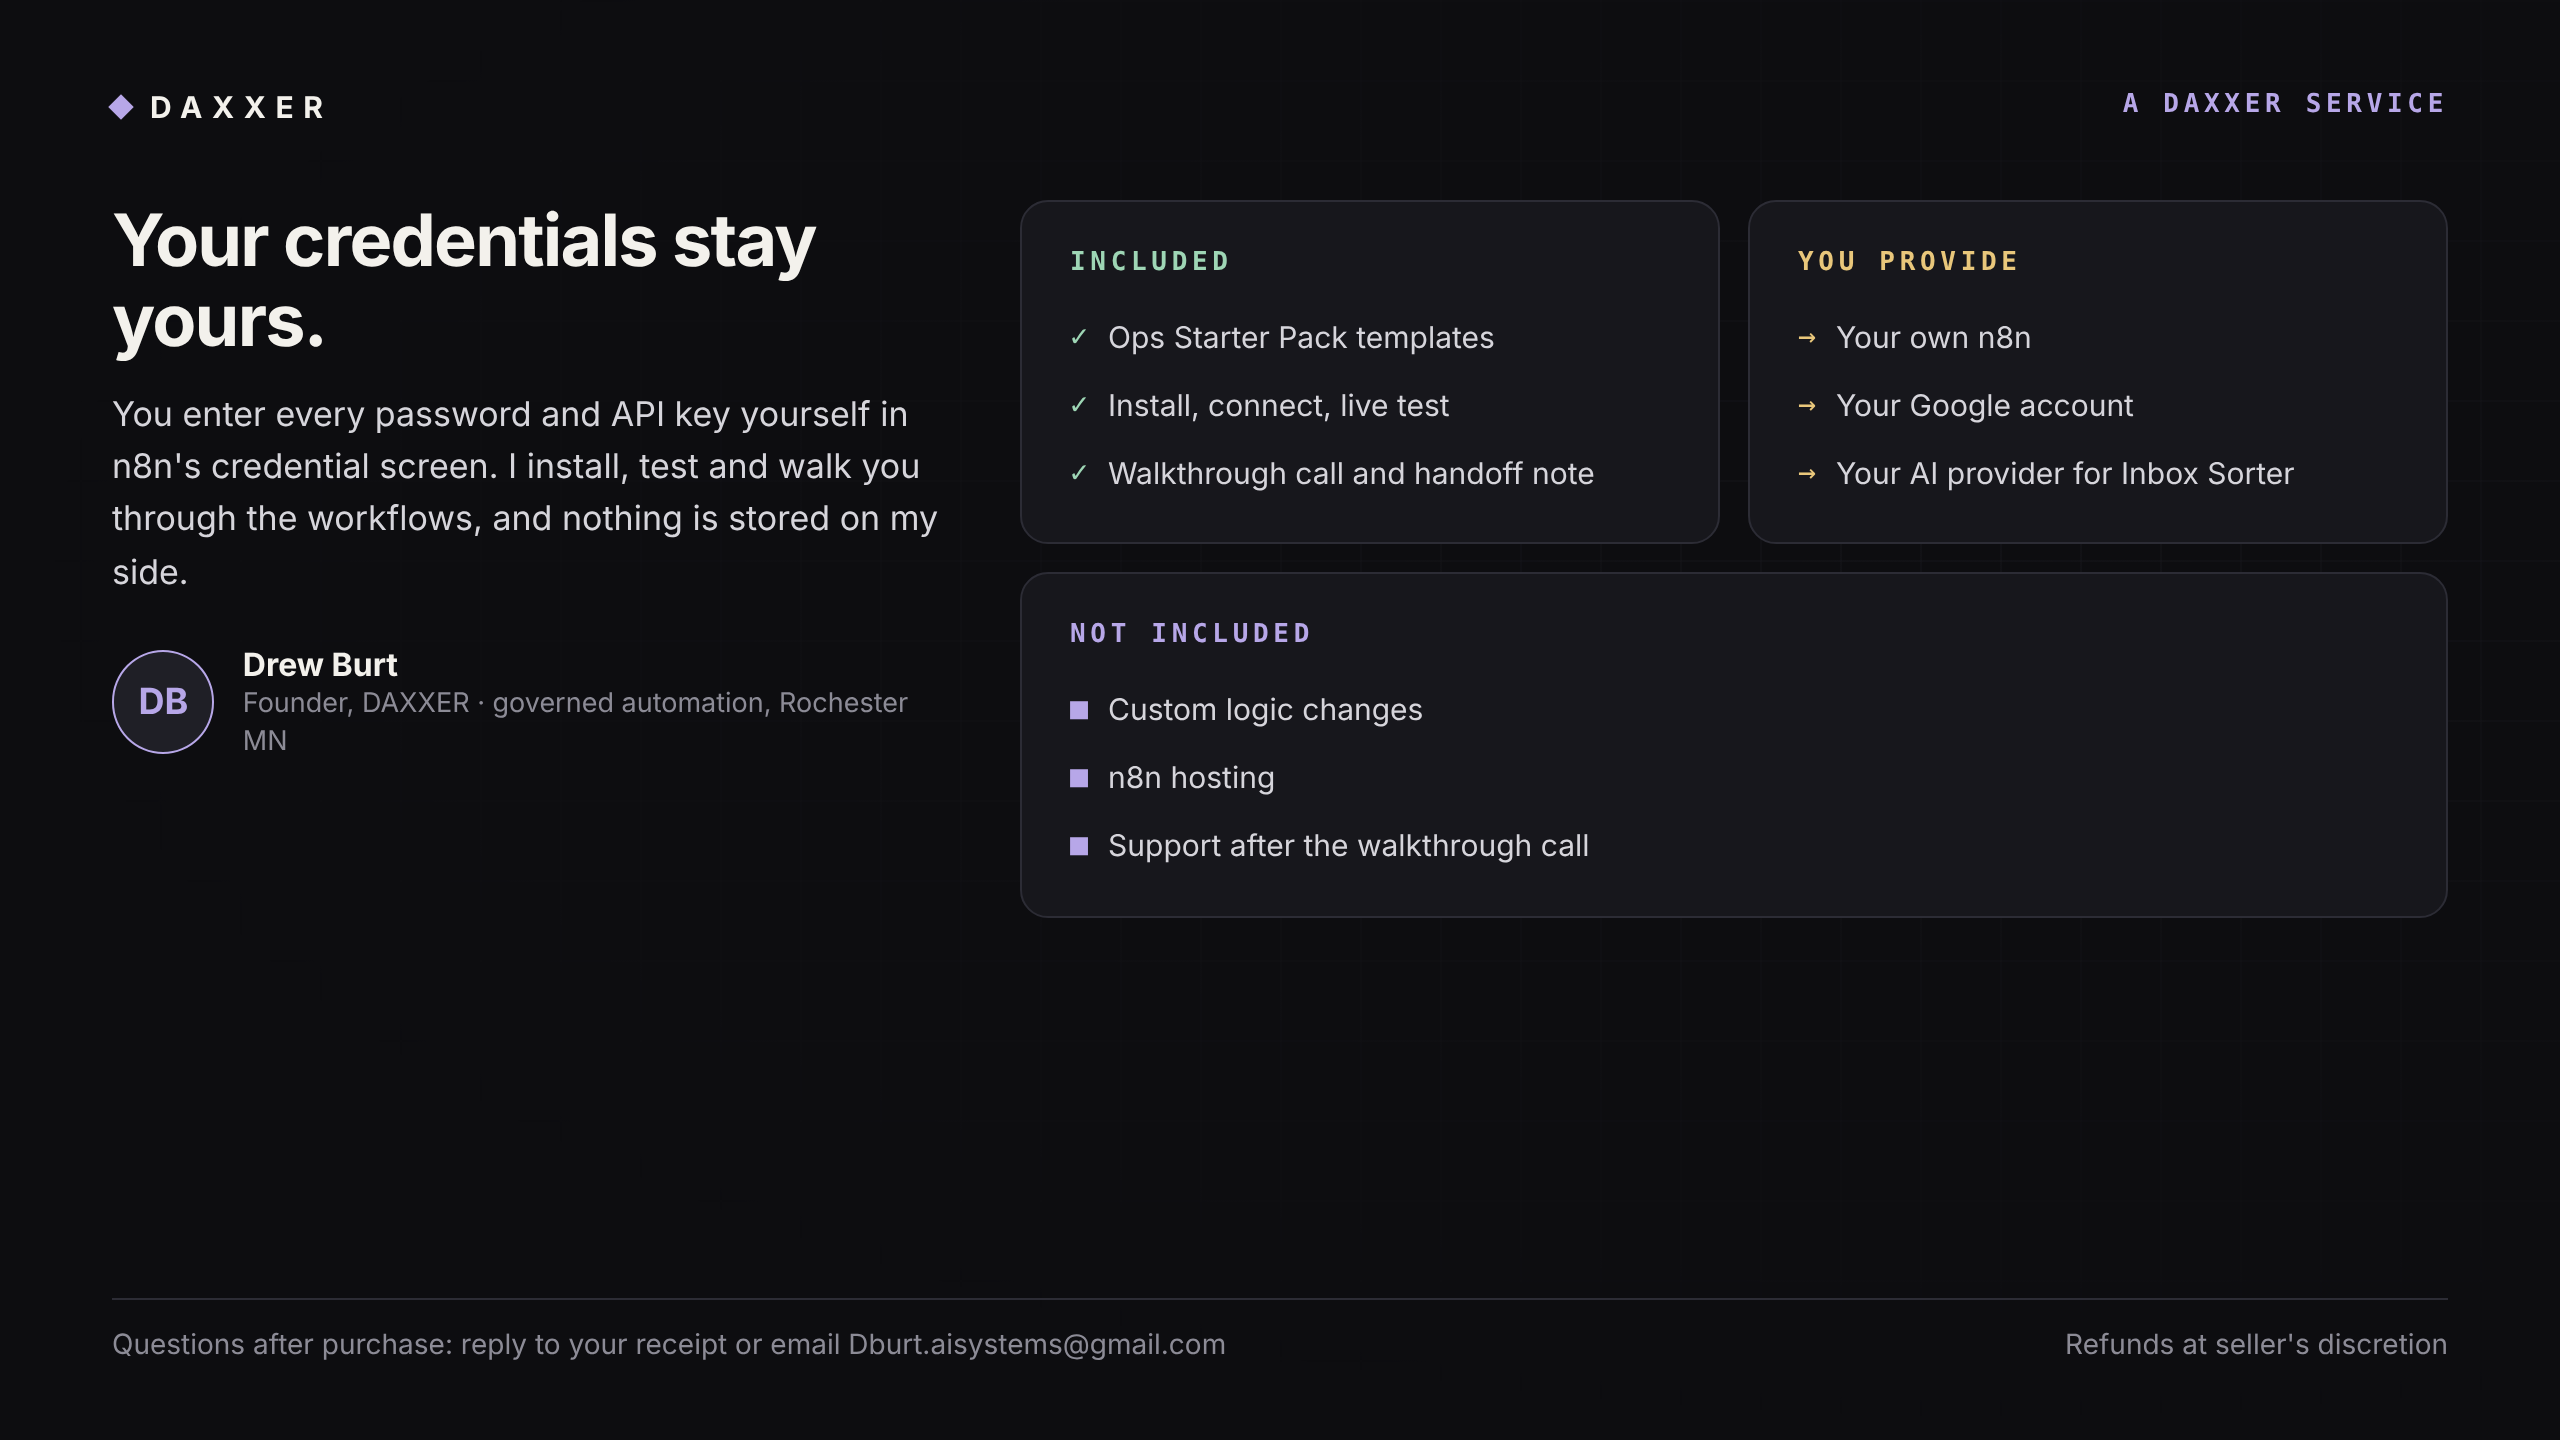 DAXXER
A DAXXER SERVICE
Your credentials stay
yours.
You enter every password and API key yourself in
n8n's credential screen. I install, test and walk you
through the workflows, and nothing is stored on my
side.
DB
Drew Burt
Founder, DAXXER · governed automation, Rochester
MN
INCLUDED
✓ Ops Starter Pack templates
✓ Install, connect, live test
✓ Walkthrough call and handoff note
YOU PROVIDE
→ Your own n8n
→ Your Google account
→ Your AI provider for Inbox Sorter
NOT INCLUDED
■ Custom logic changes
■ n8n hosting
■ Support after the walkthrough call
Questions after purchase: reply to your receipt or email Dburt.aisystems@gmail.com
Refunds at seller's discretion